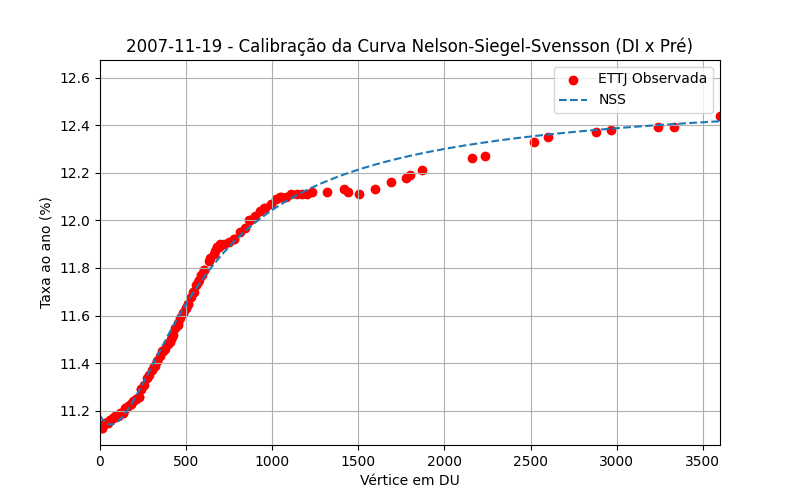 2007-11-19 - Calibração da Curva Nelson-Siegel-Svensson (DI x Pré)
ETTJ Observada
NSS
Taxa ao ano (%)
12.6
12.4
12.2
12.0
11.8
11.6
11.4
11.2
0 500 1000 1500 2000 2500 3000 3500
Vértice em DU